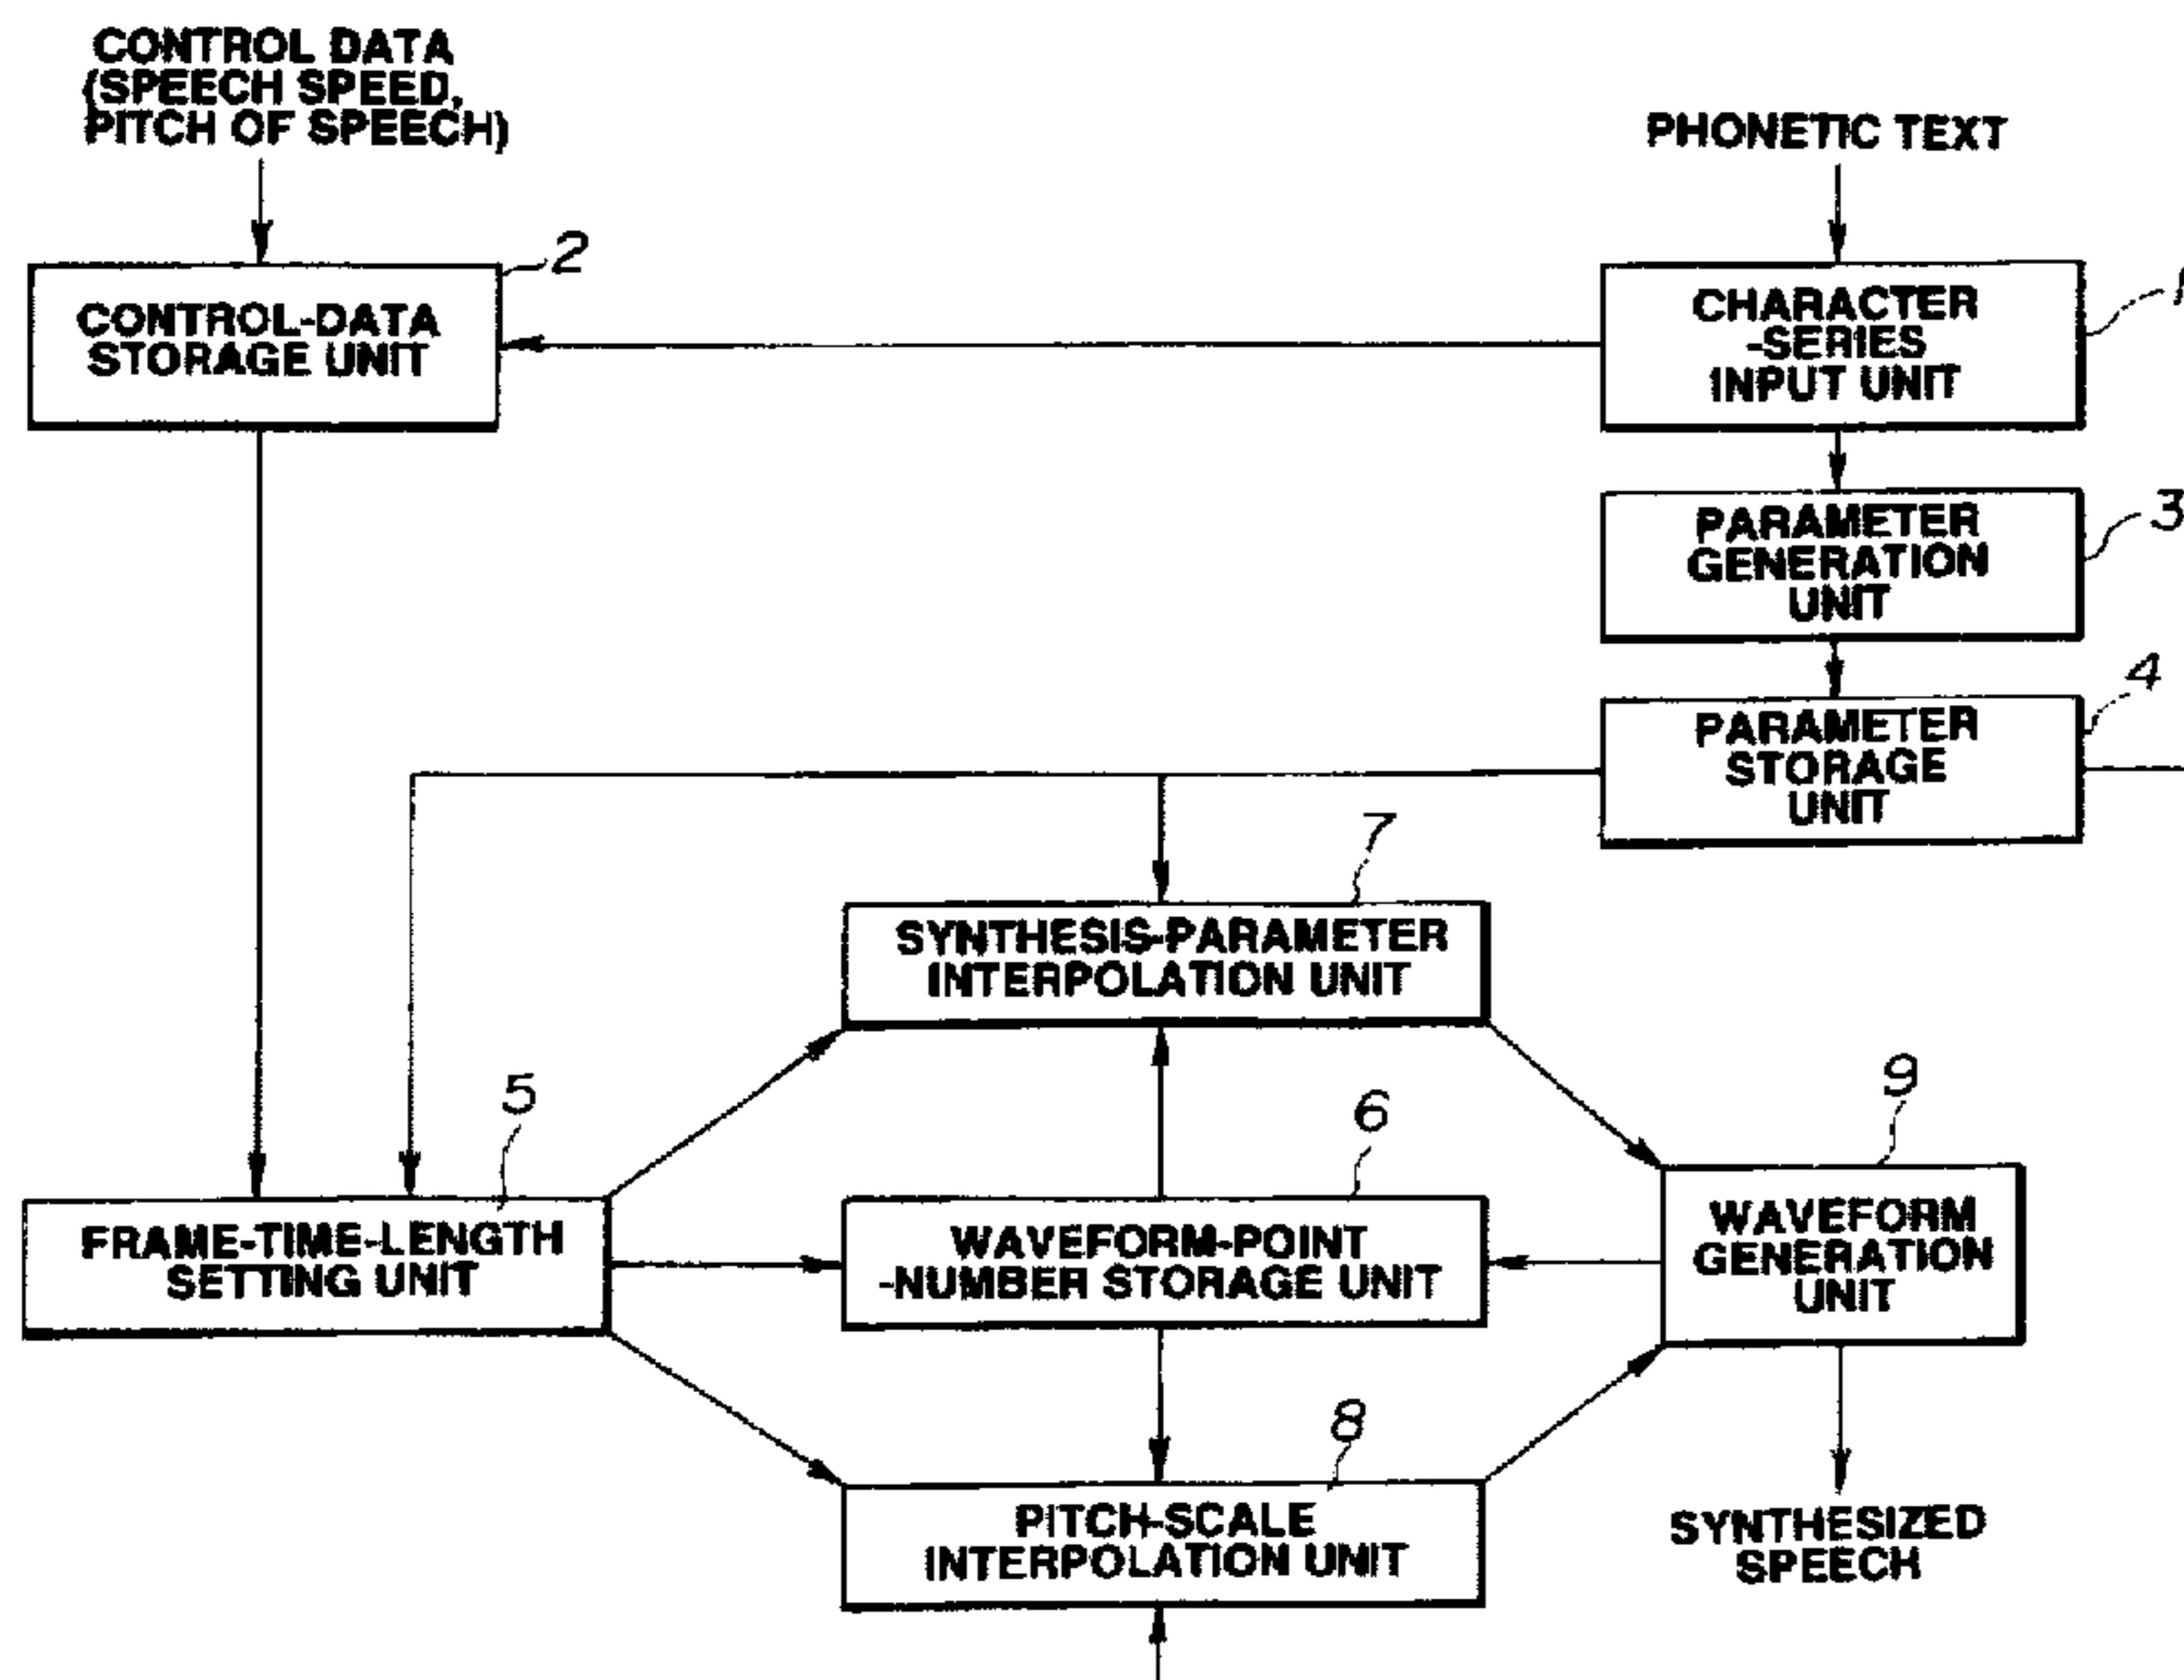 CONTROL DATA
(SPEECH SPEED,
PITCH OF SPEECH)
PHONETIC TEXT
2
CONTROL-DATA
STORAGE UNIT
CHARACTER
-SERIES
INPUT UNIT
PARAMETER
GENERATION
UNIT
3
4
PARAMETER
STORAGE
UNIT
7
SYNTHESIS-PARAMETER
INTERPOLATION UNIT
5
6
9
FRAME-TIME-LENGTH
SETTING UNIT
WAVEFORM-POINT
-NUMBER STORAGE UNIT
WAVEFORM
GENERATION
UNIT
8
PITCH-SCALE
INTERPOLATION UNIT
SYNTHESIZED
SPEECH